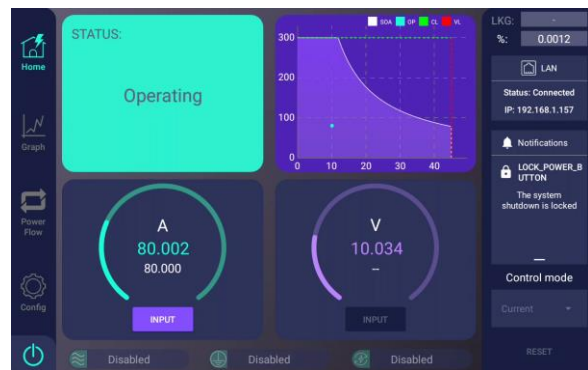 Home
Graph
Power
Flow
Config
STATUS:
Operating
SOA OP CL VL
300
200
100
0
0 10 20 30 40
A
80.002
80.000
INPUT
V
10.034
--
INPUT
Disabled
Disabled
Disabled
LKG: -
%: 0.0012
LAN
Status: Connected
IP: 192.168.1.157
Notifications
LOCK_POWER_B
UTTON
The system
shutdown is locked
Control mode
Current
RESET